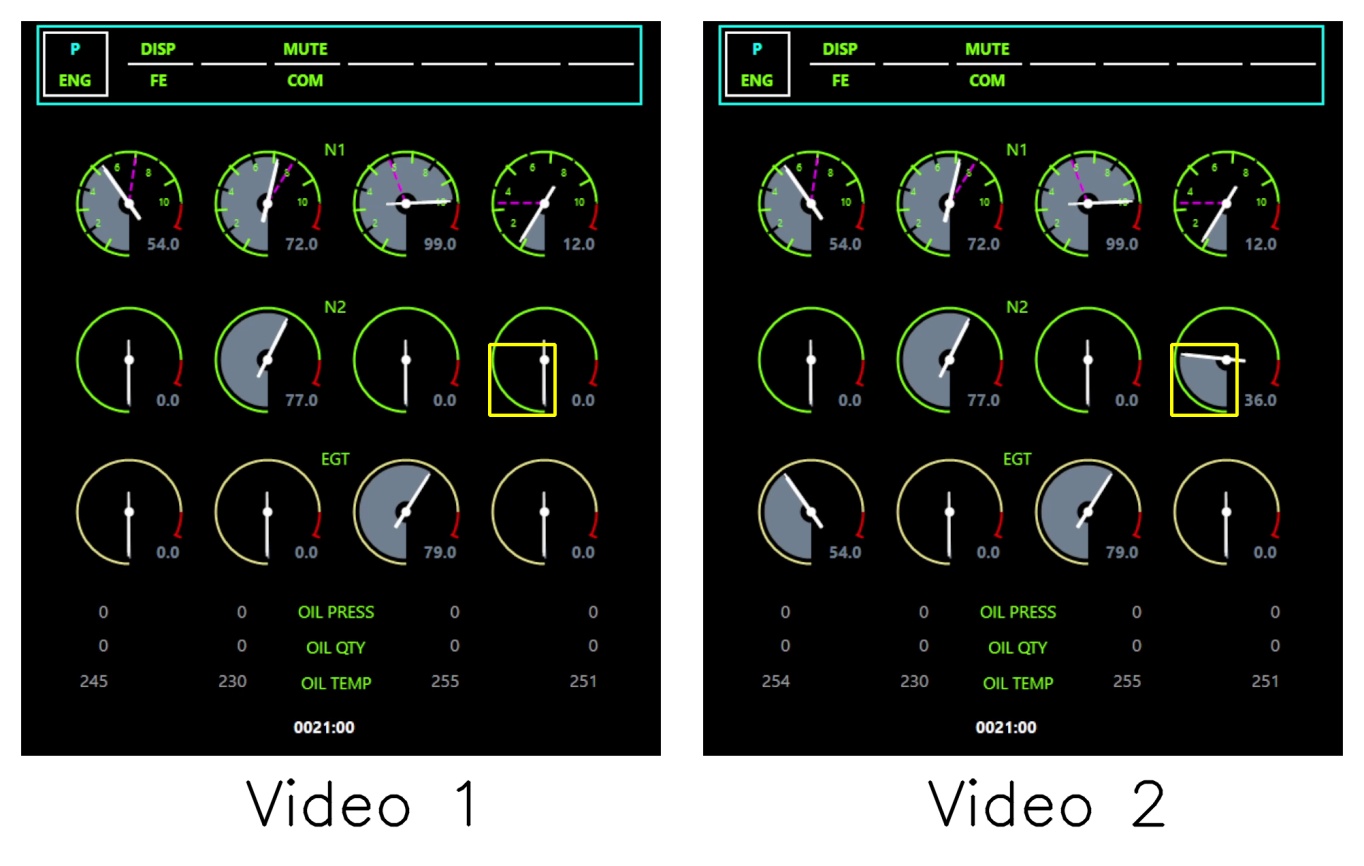 P DISP MUTE
ENG FE COM
N1
2 4 6 8 10 2 4 6 8 10 2 4 6 8 10 2 4 6 8 10
54.0 72.0 99.0 12.0
N2
0.0 77.0 0.0 0.0
EGT
0.0 0.0 79.0 0.0
0 0 OIL PRESS 0 0
0 0 OIL QTY 0 0
245 230 OIL TEMP 255 251
0021:00
Video 1
P DISP MUTE
ENG FE COM
N1
2 4 6 8 10 2 4 6 8 10 2 4 6 8 10 2 4 6 8 10
54.0 72.0 99.0 12.0
N2
0.0 77.0 0.0 36.0
EGT
54.0 0.0 79.0 0.0
0 0 OIL PRESS 0 0
0 0 OIL QTY 0 0
254 230 OIL TEMP 255 251
0021:00
Video 2